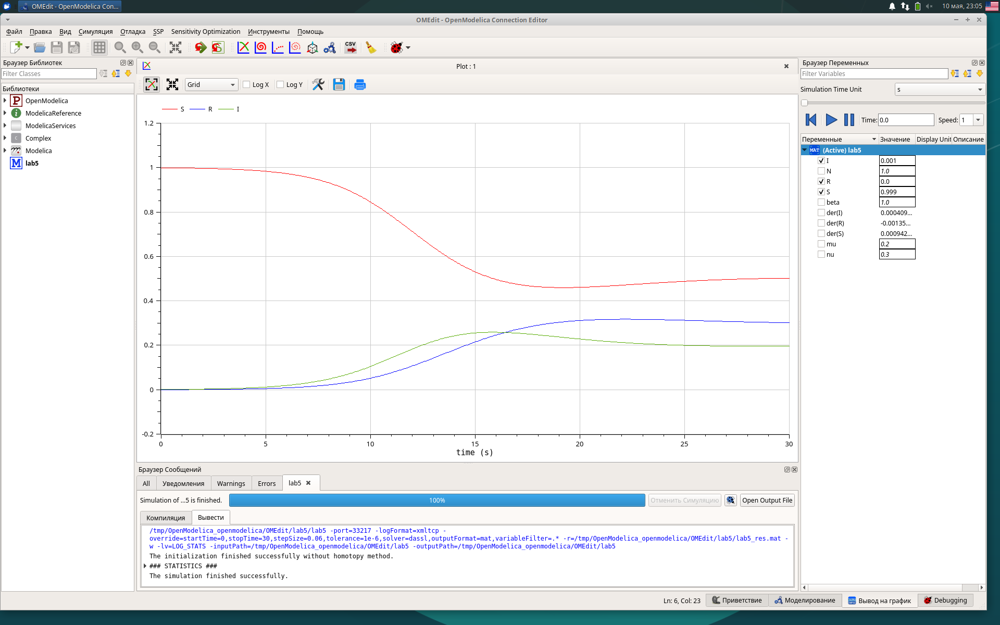 OMEdit - OpenModelica Con...
10 мая, 23:05
OMEdit - OpenModelica Connection Editor
Файл Правка Вид Симуляция Отладка SSP Sensitivity Optimization Инструменты Помощь
CSV
Браузер Библиотек
Filter Classes
Библиотеки
P OpenModelica
i ModelicaReference
ModelicaServices
C Complex
Modelica
M lab5
Plot : 1
Grid Log X Log Y
S R I
1.2
1
0.8
0.6
0.4
0.2
0
-0.2
0 5 10 15 20 25 30
time (s)
Браузер Переменных
Filter Variables
Simulation Time Unit s
Time: 0.0 Speed: 1
Переменные Значение Display Unit Описание
MAT (Active) lab5
I 0.001
N 1.0
R 0.0
S 0.999
beta 1.0
der(I) 0.000409...
der(R) -0.00135...
der(S) 0.000942...
mu 0.2
nu 0.3
Браузер Сообщений
All Уведомления Warnings Errors lab5
Simulation of ...5 is finished. 100% Отменить Симуляцию Open Output File
Компиляция Вывести
/tmp/OpenModelica_openmodelica/OMEdit/lab5/lab5 -port=33217 -logFormat=xmltcp -
override=startTime=0,stopTime=30,stepSize=0.06,tolerance=1e-6,solver=dassl,outputFormat=mat,variableFilter=.* -r=/tmp/OpenModelica_openmodelica/OMEdit/lab5/lab5_res.mat -
w -lv=LOG_STATS -inputPath=/tmp/OpenModelica_openmodelica/OMEdit/lab5 -outputPath=/tmp/OpenModelica_openmodelica/OMEdit/lab5
The initialization finished successfully without homotopy method.
### STATISTICS ###
The simulation finished successfully.
Ln: 6, Col: 23 Приветствие Моделирование Вывод на график Debugging